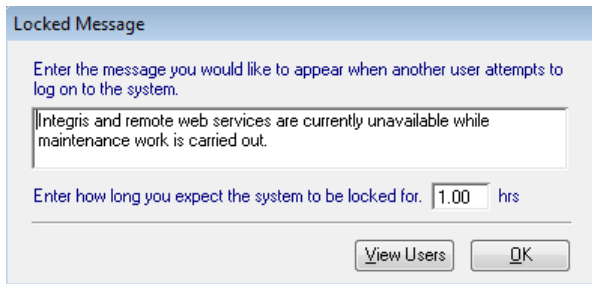 Locked Message
Enter the message you would like to appear when another user attempts to
log on to the system.
Integris and remote web services are currently unavailable while
maintenance work is carried out.
Enter how long you expect the system to be locked for. 1.00 hrs
View Users OK